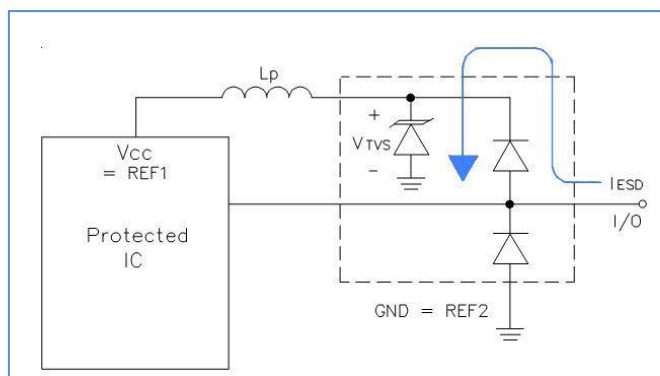 Lp
+
VTVS
-
VCC
= REF1
Protected
IC
IESD
I/O
GND = REF2